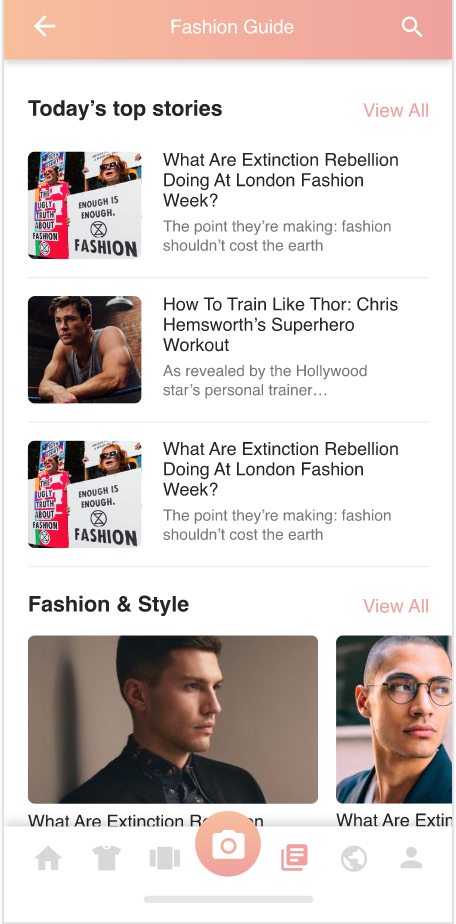 Fashion Guide
Today’s top stories
View All
What Are Extinction Rebellion
Doing At London Fashion
Week?
The point they’re making: fashion
shouldn’t cost the earth
THE
UGLY
TRUTH
ABOUT
FASHION
ENOUGH IS
ENOUGH.
FASHION
How To Train Like Thor: Chris
Hemsworth’s Superhero
Workout
As revealed by the Hollywood
star’s personal trainer…
What Are Extinction Rebellion
Doing At London Fashion
Week?
The point they’re making: fashion
shouldn’t cost the earth
THE
UGLY
TRUTH
ABOUT
FASHION
ENOUGH IS
ENOUGH.
FASHION
Fashion & Style
View All
What Are Extinction
What Are Extin